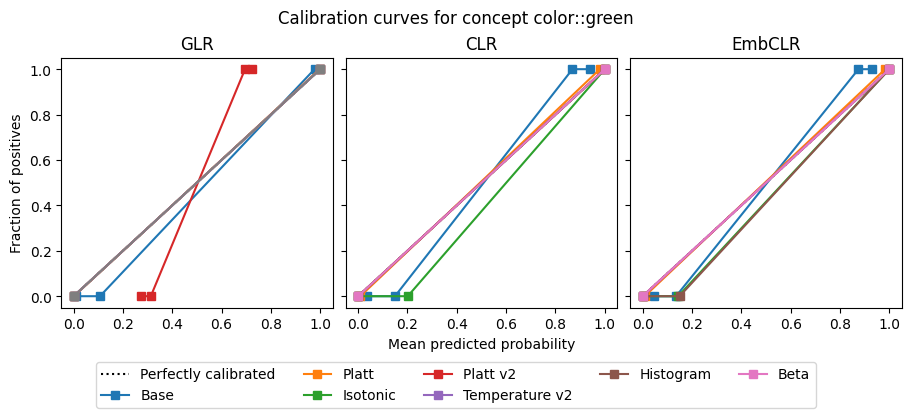 Calibration curves for concept color::green
GLR
CLR
EmbCLR
Fraction of positives
1.0
0.8
0.6
0.4
0.2
0.0
0.0 0.2 0.4 0.6 0.8 1.0
0.0 0.2 0.4 0.6 0.8 1.0
0.0 0.2 0.4 0.6 0.8 1.0
Mean predicted probability
Perfectly calibrated
Base
Platt
Isotonic
Platt v2
Temperature v2
Histogram
Beta